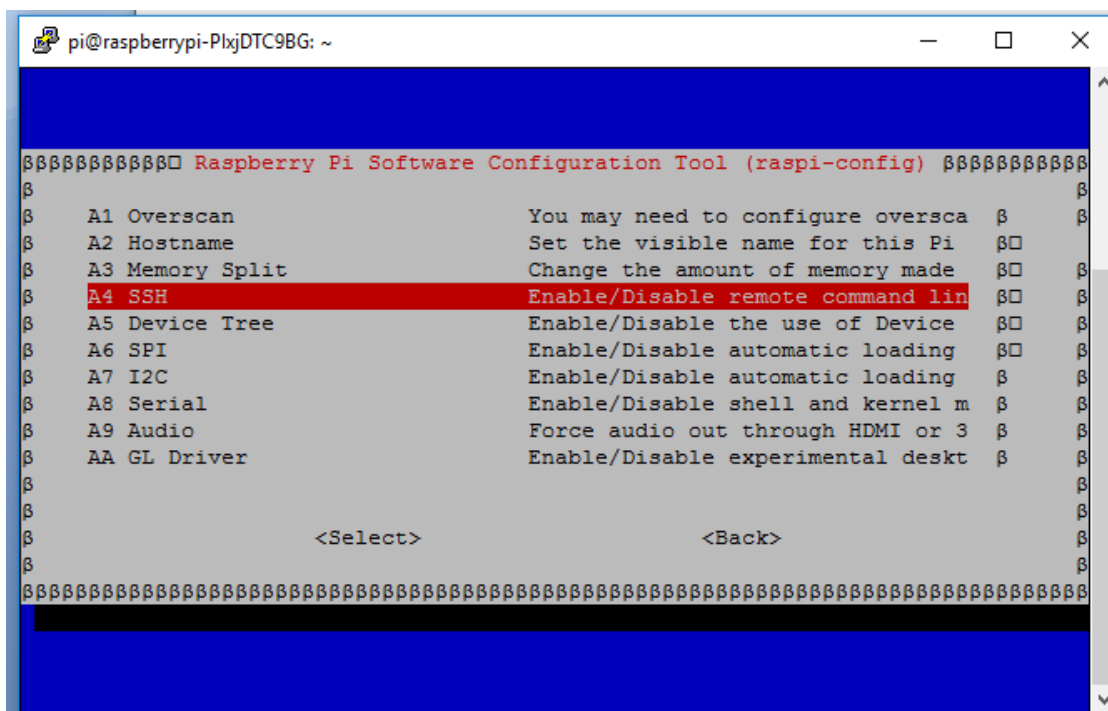 pi@raspberrypi-PIxjDTC9BG: ~
βββββββββββ□ Raspberry Pi Software Configuration Tool (raspi-config) βββββββββββ
β β
β A1 Overscan You may need to configure oversca β β
β A2 Hostname Set the visible name for this Pi β□
β A3 Memory Split Change the amount of memory made β□ β
β A4 SSH Enable/Disable remote command lin β□ β
β A5 Device Tree Enable/Disable the use of Device β□ β
β A6 SPI Enable/Disable automatic loading β□ β
β A7 I2C Enable/Disable automatic loading β β
β A8 Serial Enable/Disable shell and kernel m β β
β A9 Audio Force audio out through HDMI or 3 β β
β AA GL Driver Enable/Disable experimental deskt β β
β β
β β
β <Select> <Back> β
β β
ββββββββββββββββββββββββββββββββββββββββββββββββββββββββββββββββββββββββββββββββ